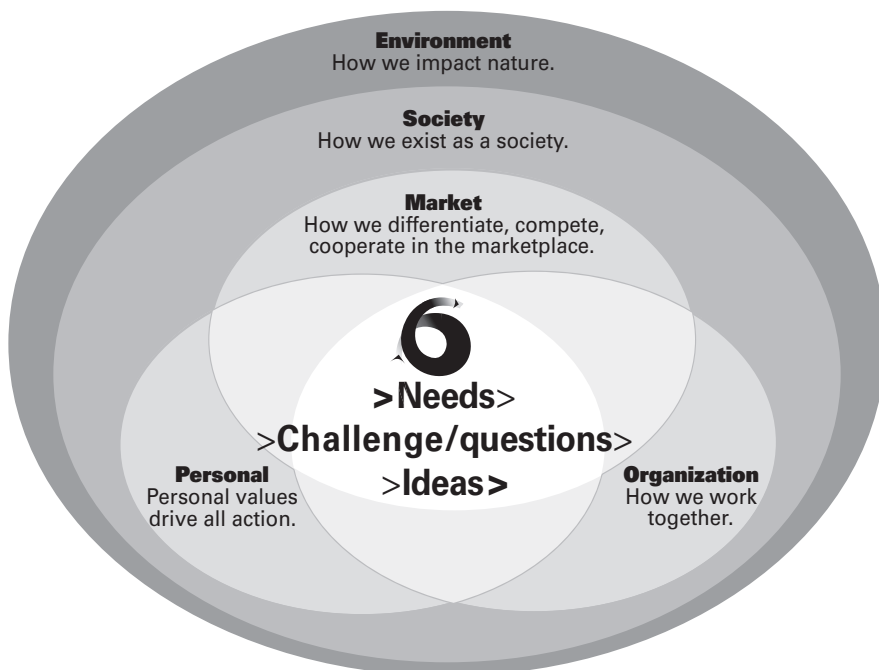 Environment
How we impact nature.
Society
How we exist as a society.
Market
How we differentiate, compete,
cooperate in the marketplace.
6
>Needs>
>Challenge/questions>
>Ideas>
Personal
Personal values
drive all action.
Organization
How we work
together.